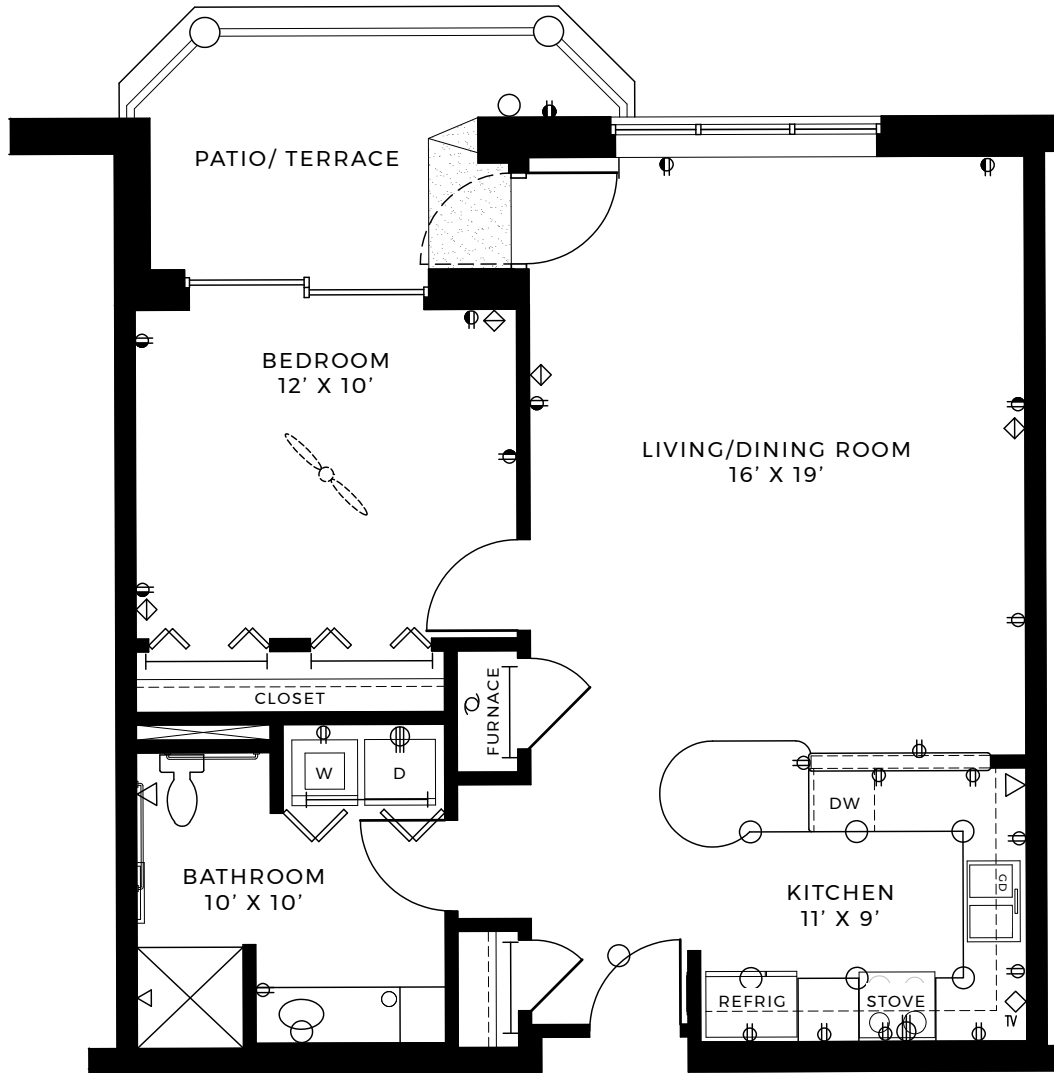 PATIO/ TERRACE
BEDROOM
12’ X 10’
LIVING/DINING ROOM
16’ X 19’
CLOSET
FURNACE
W
D
DW
BATHROOM
10’ X 10’
KITCHEN
11’ X 9’
GD
REFRIG
STOVE
TV